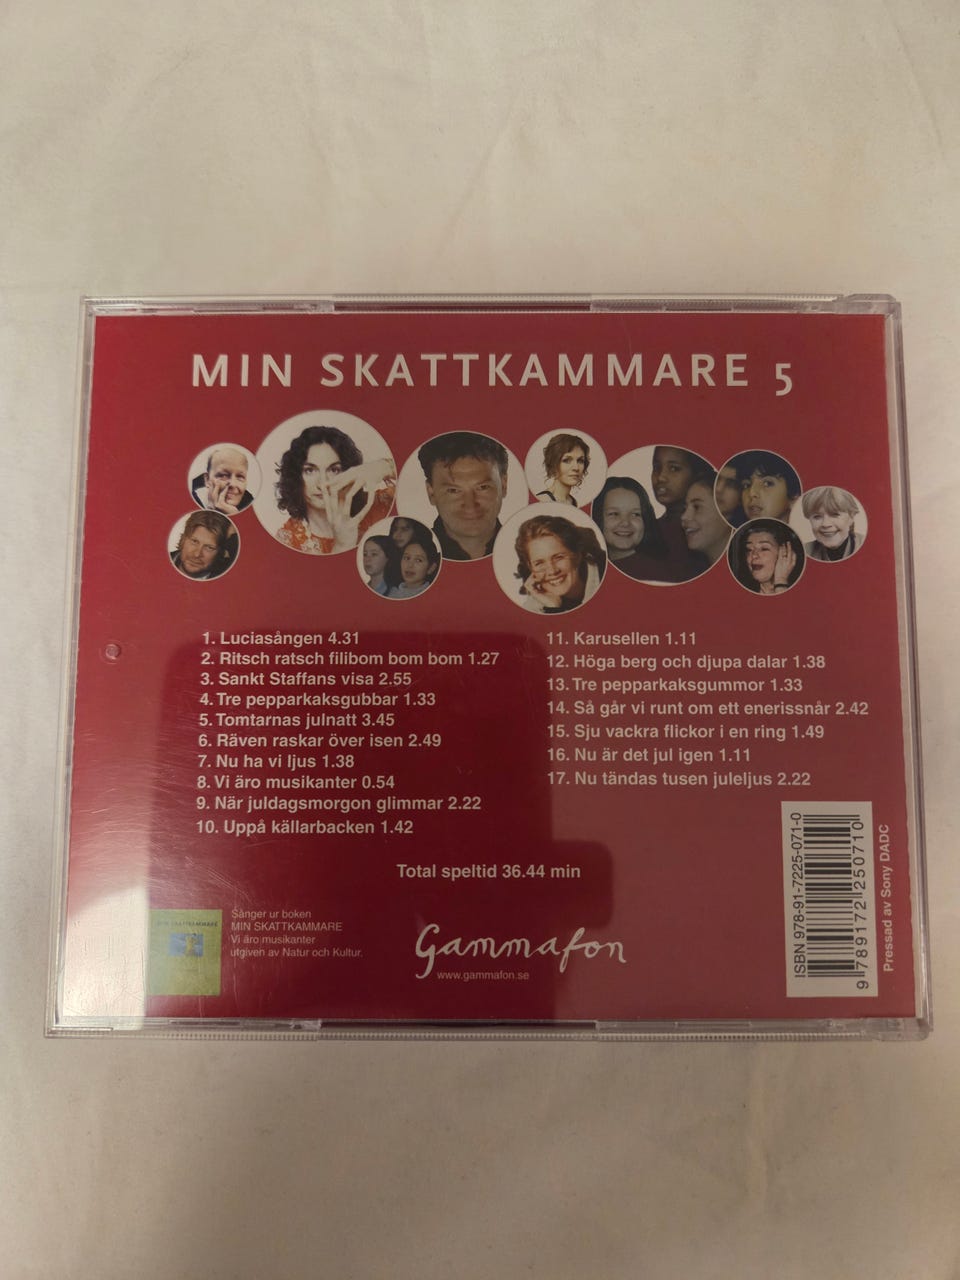 MIN SKATTKAMMARE 5
1. Luciasången 4.31
2. Ritsch ratsch filibom bom bom 1.27
3. Sankt Staffans visa 2.55
4. Tre pepparkaksgubbar 1.33
5. Tomtarnas julnatt 3.45
6. Räven raskar över isen 2.49
7. Nu ha vi ljus 1.38
8. Vi äro musikanter 0.54
9. När juldagsmorgon glimmar 2.22
10. Uppå källarbacken 1.42
11. Karusellen 1.11
12. Höga berg och djupa dalar 1.38
13. Tre pepparkaksgummor 1.33
14. Så går vi runt om ett enerissnår 2.42
15. Sju vackra flickor i en ring 1.49
16. Nu är det jul igen 1.11
17. Nu tändas tusen juleljus 2.22
Total speltid 36.44 min
MIN SKATTKAMMARE
Sånger ur boken
MIN SKATTKAMMARE
Vi äro musikanter
utgiven av Natur och Kultur.
Gammafon
www.gammafon.se
ISBN 978-91-7225-071-0
9 789172 250710
Pressad av Sony DADC